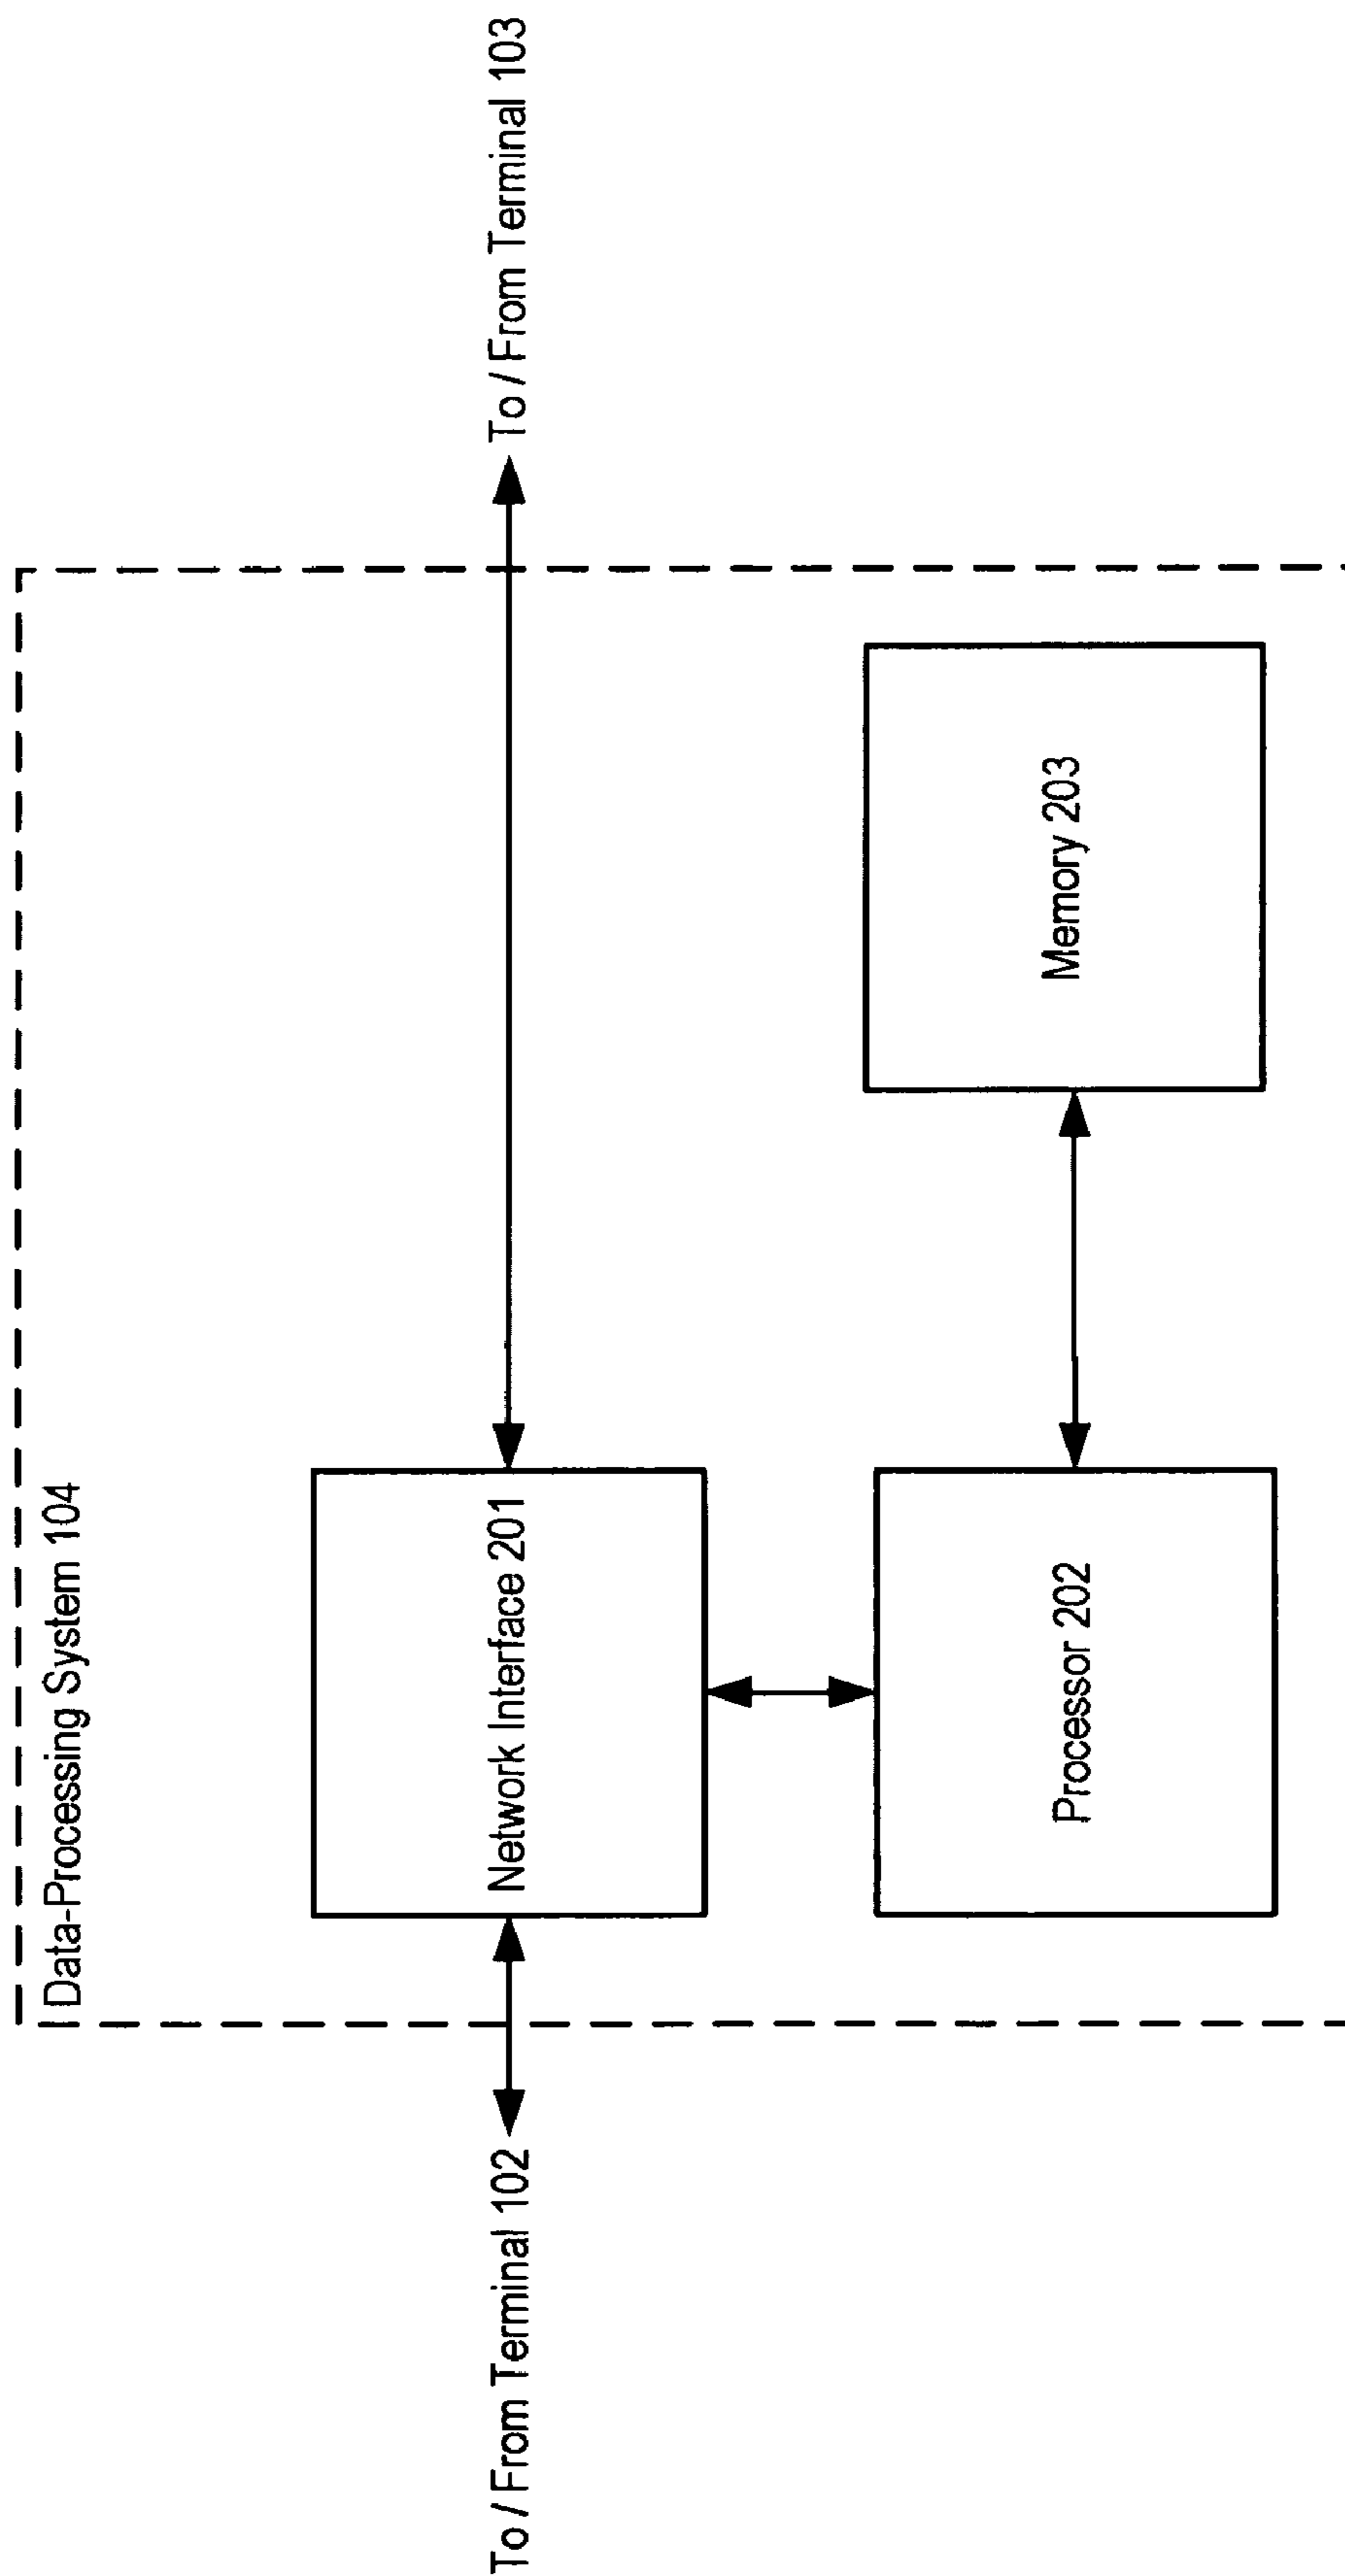 Data-Processing System 104
To / From Terminal 102
Network Interface 201
To / From Terminal 103
Processor 202
Memory 203